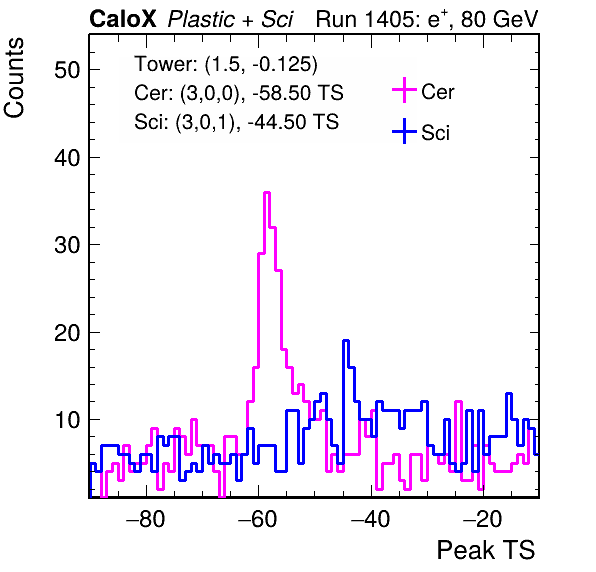 CaloX Plastic + Sci Run 1405: e+, 80 GeV
Counts
Tower: (1.5, -0.125)
Cer: (3,0,0), -58.50 TS
Sci: (3,0,1), -44.50 TS
Cer
Sci
50
40
30
20
10
−80 −60 −40 −20
Peak TS